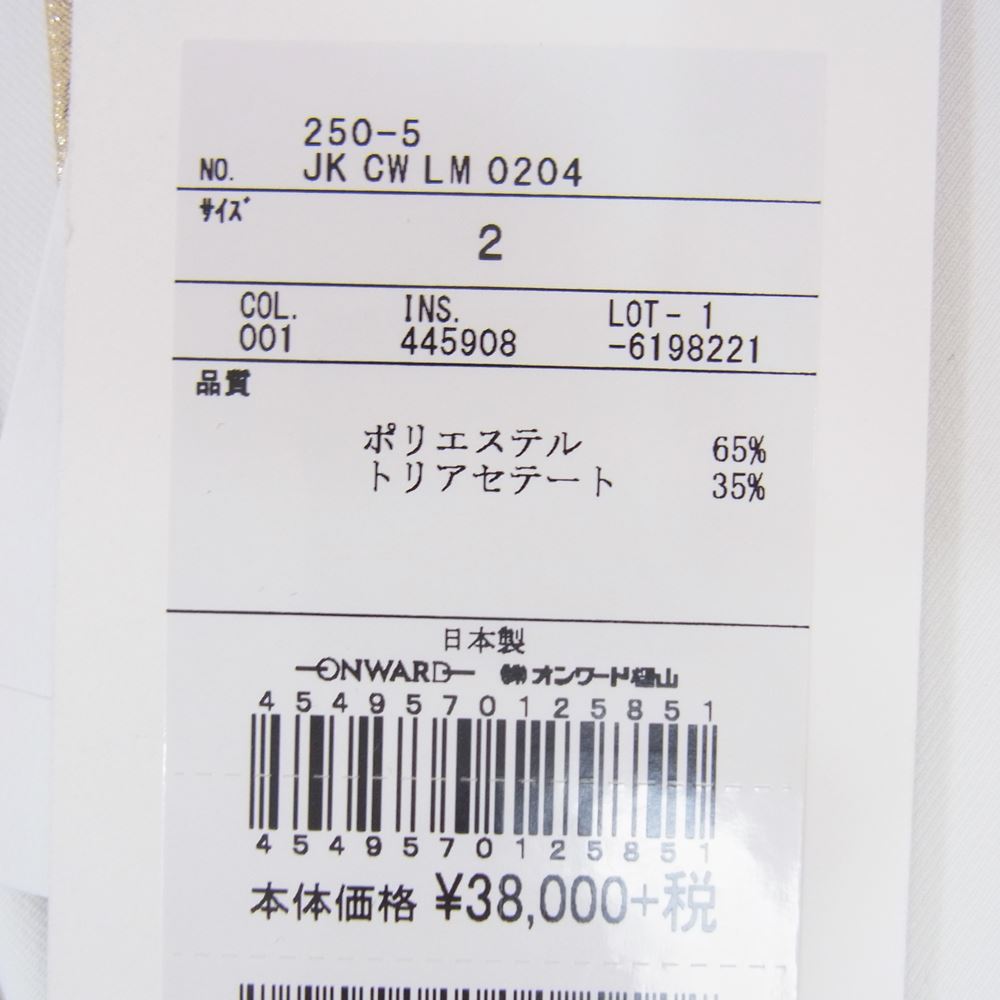 250-5
NO. JK CW LM 0204
サイズ
2
COL. INS. LOT- 1
001 445908 -6198221
品質
ポリエステル 65%
トリアセテート 35%
日本製
ONWARD ㈱オンワード樫山
4549570125851
4549570125851
本体価格 ¥38,000+税